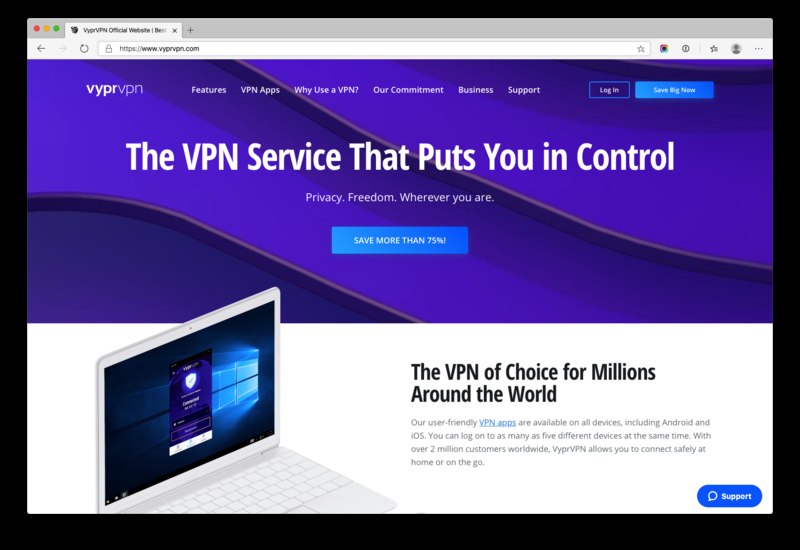 VyprVPN Official Website | Best
https://www.vyprvpn.com
vyprvpn
Features VPN Apps Why Use a VPN? Our Commitment Business Support Log In Save Big Now
The VPN Service That Puts You in Control
Privacy. Freedom. Wherever you are.
SAVE MORE THAN 75%!
VyprVPN
Connected
The VPN of Choice for Millions
Around the World
Our user-friendly VPN apps are available on all devices, including Android and
iOS. You can log on to as many as five different devices at the same time. With
over 2 million customers worldwide, VyprVPN allows you to connect safely at
home or on the go.
Support